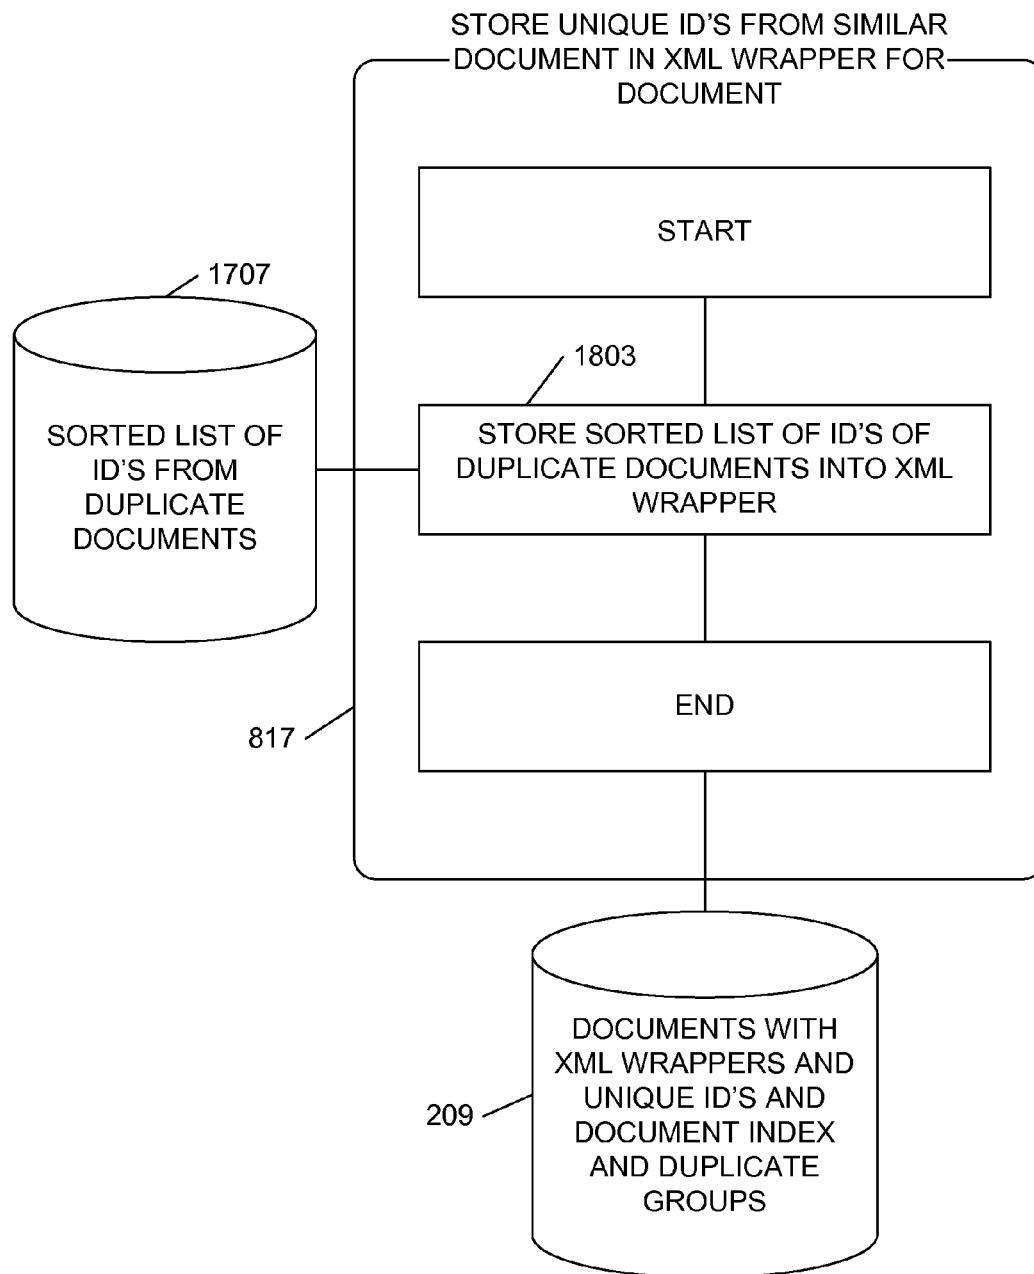 STORE UNIQUE ID'S FROM SIMILAR
DOCUMENT IN XML WRAPPER FOR
DOCUMENT
START
1707
1803
SORTED LIST OF
ID'S FROM
DUPLICATE
DOCUMENTS
STORE SORTED LIST OF ID'S OF
DUPLICATE DOCUMENTS INTO XML
WRAPPER
END
817
DOCUMENTS WITH
XML WRAPPERS AND
UNIQUE ID'S AND
DOCUMENT INDEX
AND DUPLICATE
GROUPS
209